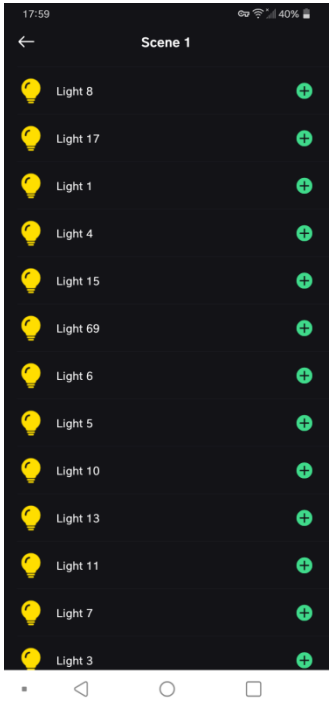 17:59 40%
Scene 1
Light 8
Light 17
Light 1
Light 4
Light 15
Light 69
Light 6
Light 5
Light 10
Light 13
Light 11
Light 7
Light 3